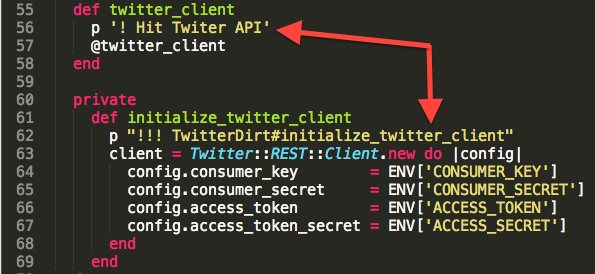 55 def twitter_client
56 p '! Hit Twiter API'
57 @twitter_client
58 end
59
60 private
61 def initialize_twitter_client
62 p "!!! TwitterDirt#initialize_twitter_client"
63 client = Twitter::REST::Client.new do |config|
64 config.consumer_key = ENV['CONSUMER_KEY']
65 config.consumer_secret = ENV['CONSUMER_SECRET']
66 config.access_token = ENV['ACCESS_TOKEN']
67 config.access_token_secret = ENV['ACCESS_SECRET']
68 end
69 end